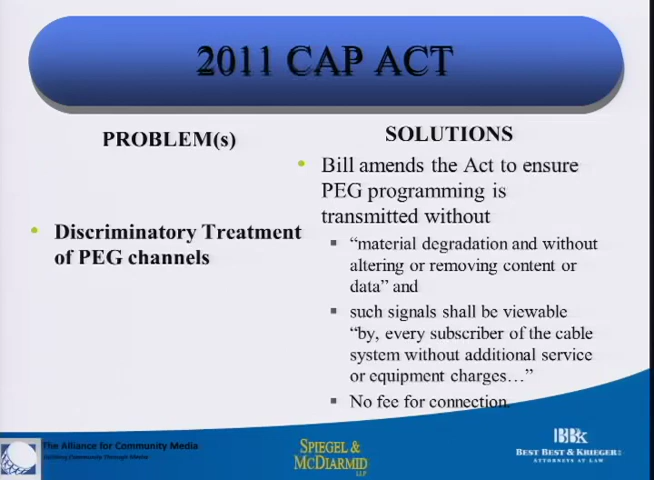 2011 CAP ACT
PROBLEM(s)
• Discriminatory Treatment
of PEG channels
SOLUTIONS
• Bill amends the Act to ensure
PEG programming is
transmitted without
▪ “material degradation and without
altering or removing content or
data” and
▪ such signals shall be viewable
“by, every subscriber of the cable
system without additional service
or equipment charges…”
▪ No fee for connection.
The Alliance for Community Media
Building Community Through Media
SPIEGEL &
MCDIARMID
LLP
BBK
BEST BEST & KRIEGER
ATTORNEYS AT LAW